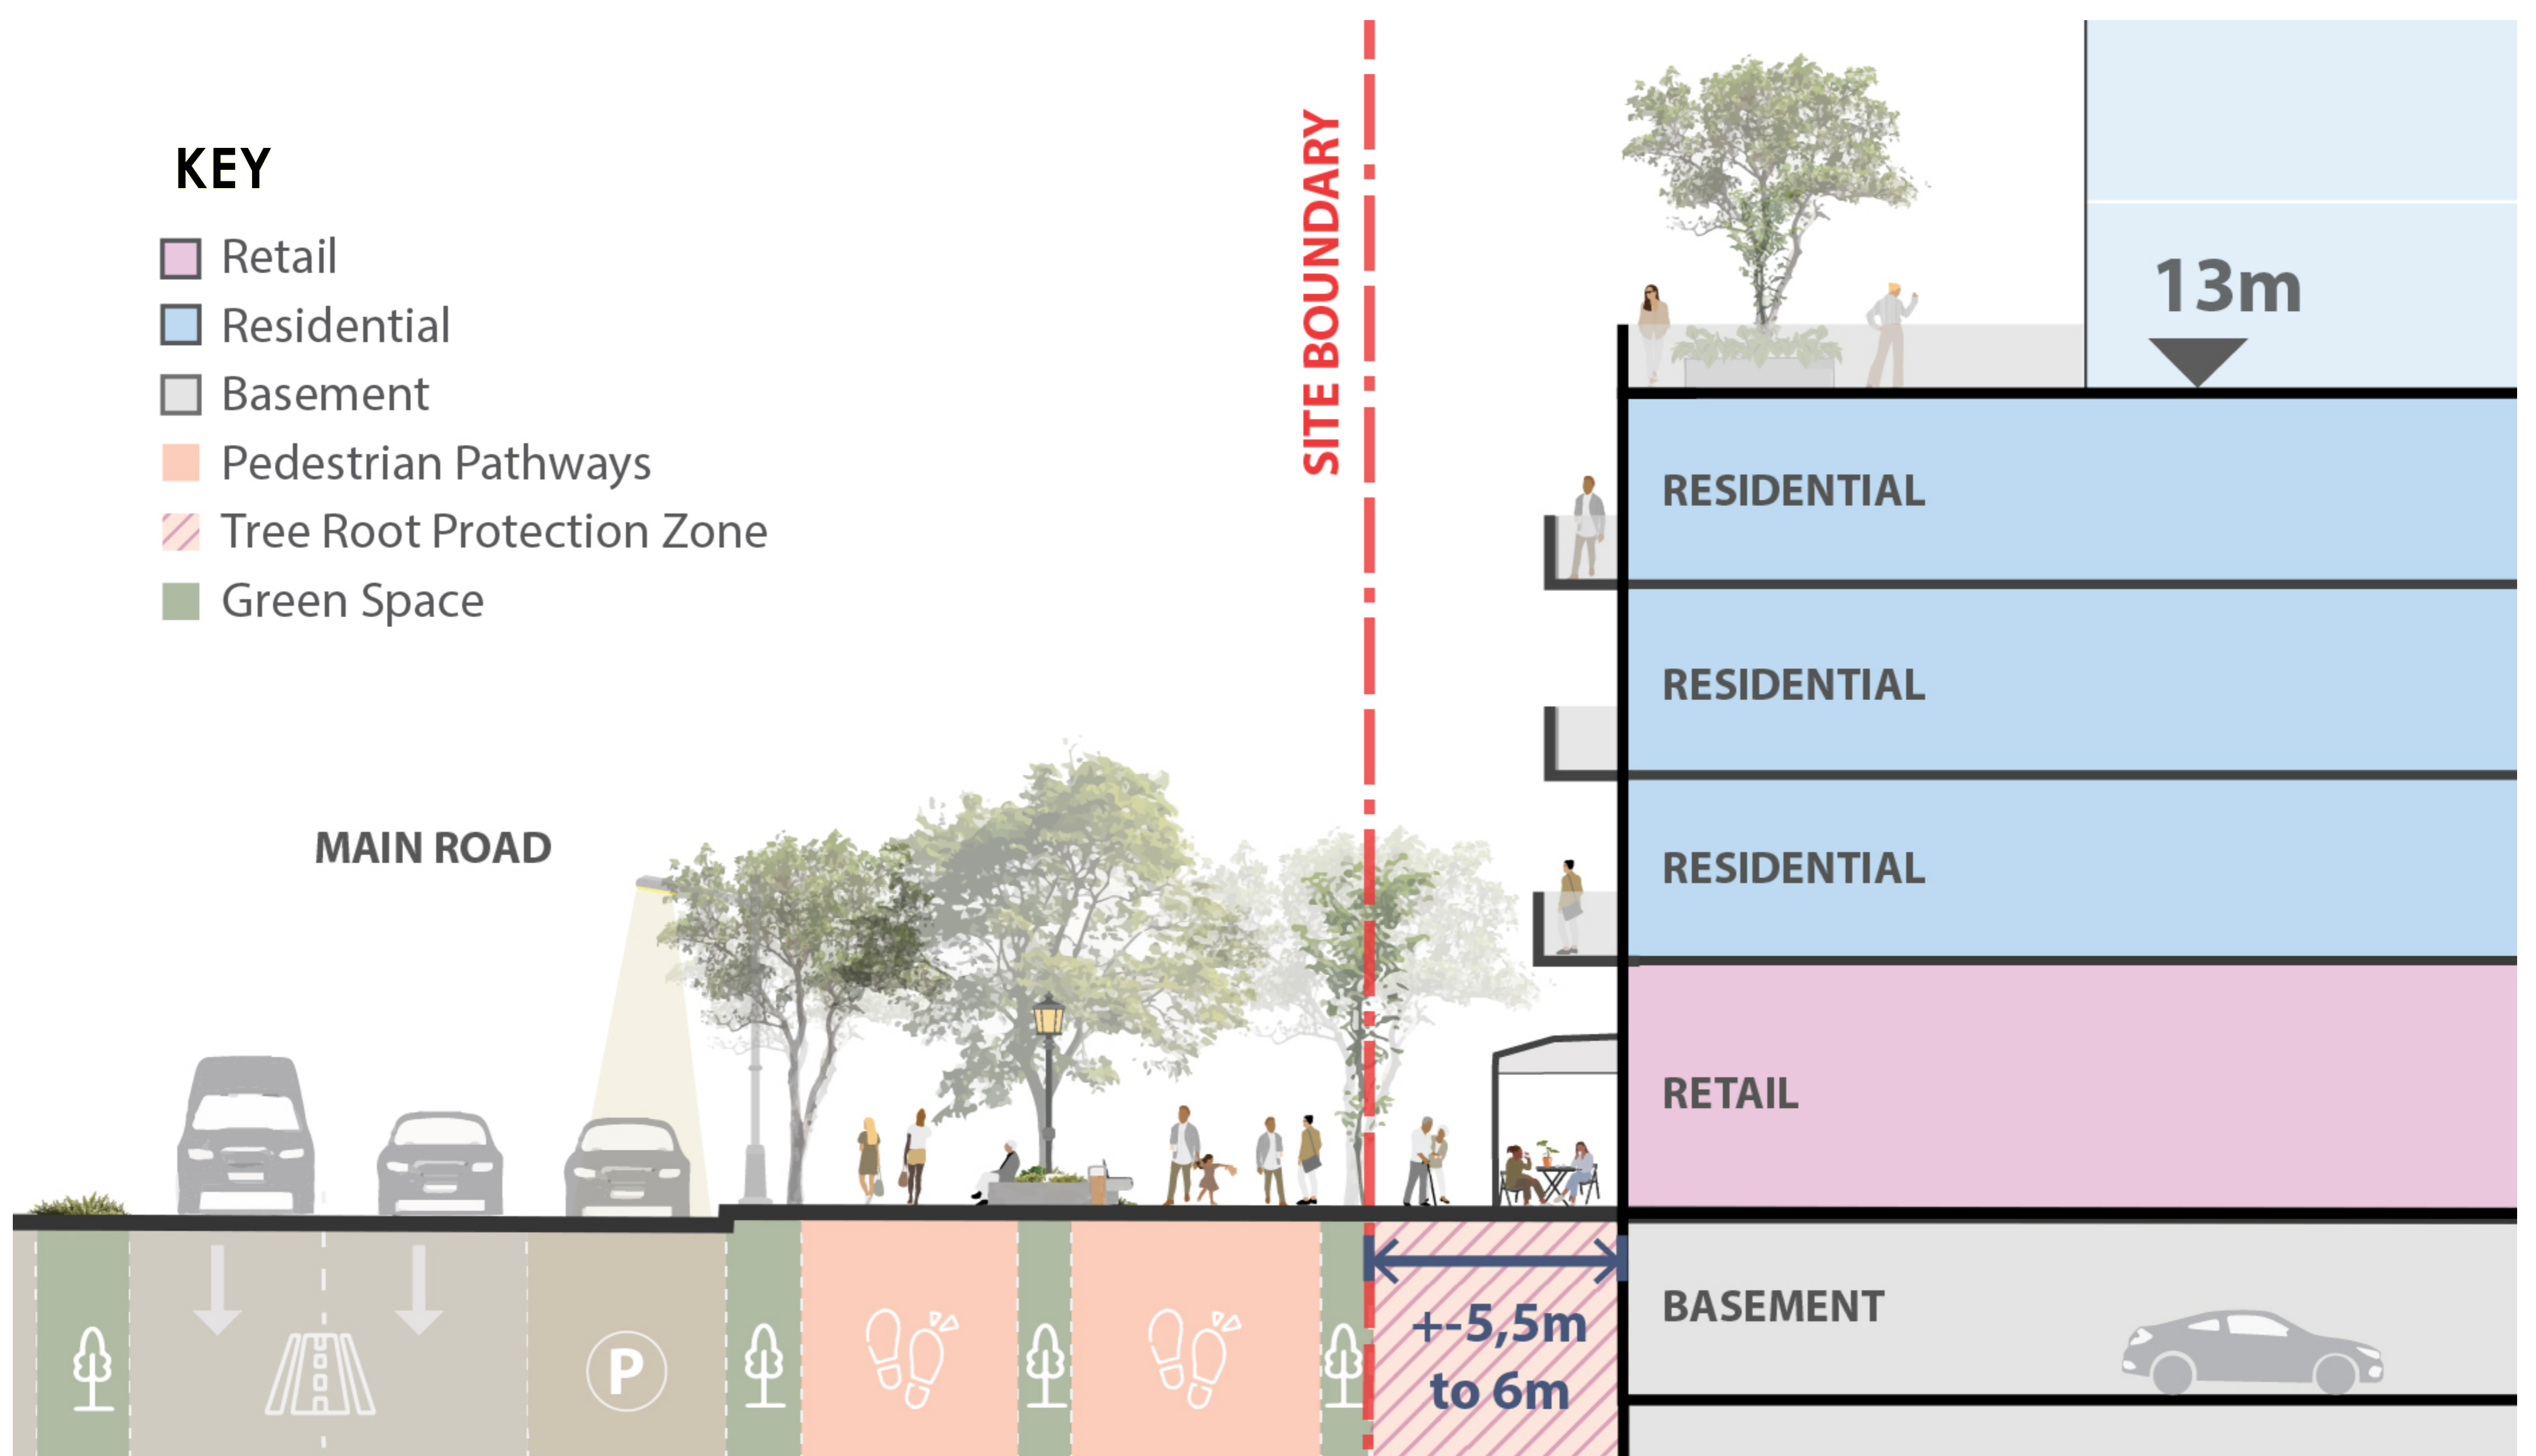 KEY
Retail
Residential
Basement
Pedestrian Pathways
Tree Root Protection Zone
Green Space
SITE BOUNDARY
13m
RESIDENTIAL
RESIDENTIAL
RESIDENTIAL
MAIN ROAD
RETAIL
BASEMENT
+-5,5m
to 6m
P